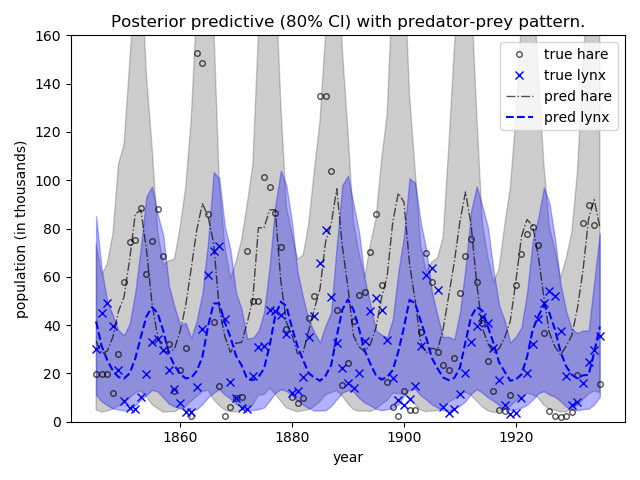 Posterior predictive (80% CI) with predator-prey pattern.
160
140
120
100
80
60
40
20
0
population (in thousands)
true hare
true lynx
pred hare
pred lynx
1860
1880
1900
1920
year